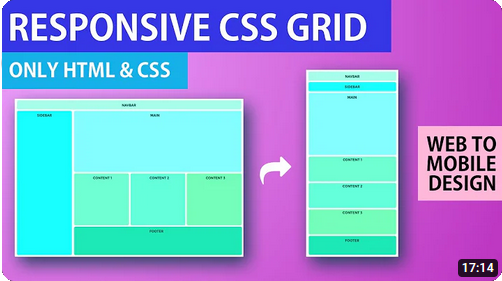 RESPONSIVE CSS GRID
ONLY HTML & CSS
NAVBAR
SIDEBAR
MAIN
CONTENT 1
CONTENT 2
CONTENT 3
FOOTER
NAVBAR
SIDEBAR
MAIN
CONTENT 1
CONTENT 2
CONTENT 3
FOOTER
WEB TO
MOBILE
DESIGN
17:14